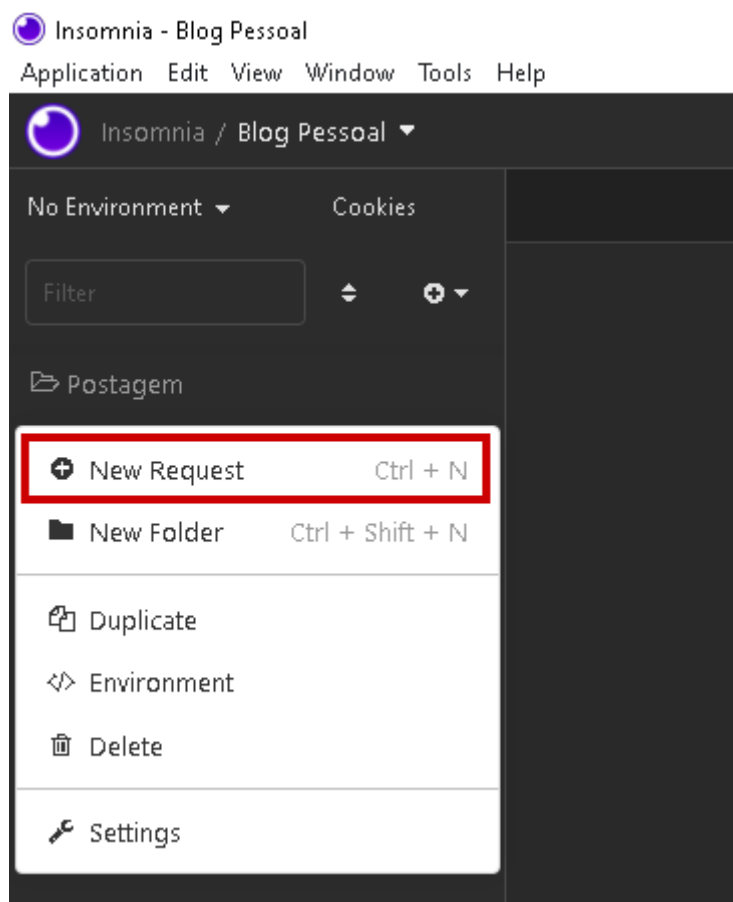 Insomnia - Blog Pessoal
Application Edit View Window Tools Help
Insomnia / Blog Pessoal
No Environment Cookies
Filter
Postagem
New Request Ctrl + N
New Folder Ctrl + Shift + N
Duplicate
Environment
Delete
Settings